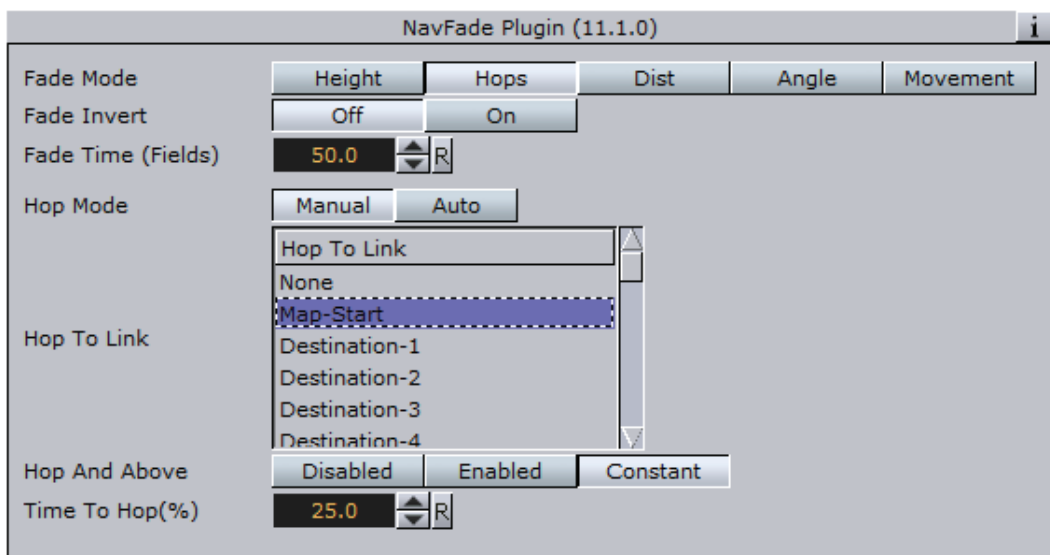 NavFade Plugin (11.1.0) i
Fade Mode Height Hops Dist Angle Movement
Fade Invert Off On
Fade Time (Fields) 50.0 R
Hop Mode Manual Auto
Hop To Link
None
Map-Start
Hop To Link Destination-1
Destination-2
Destination-3
Destination-4
Hop And Above Disabled Enabled Constant
Time To Hop(%) 25.0 R